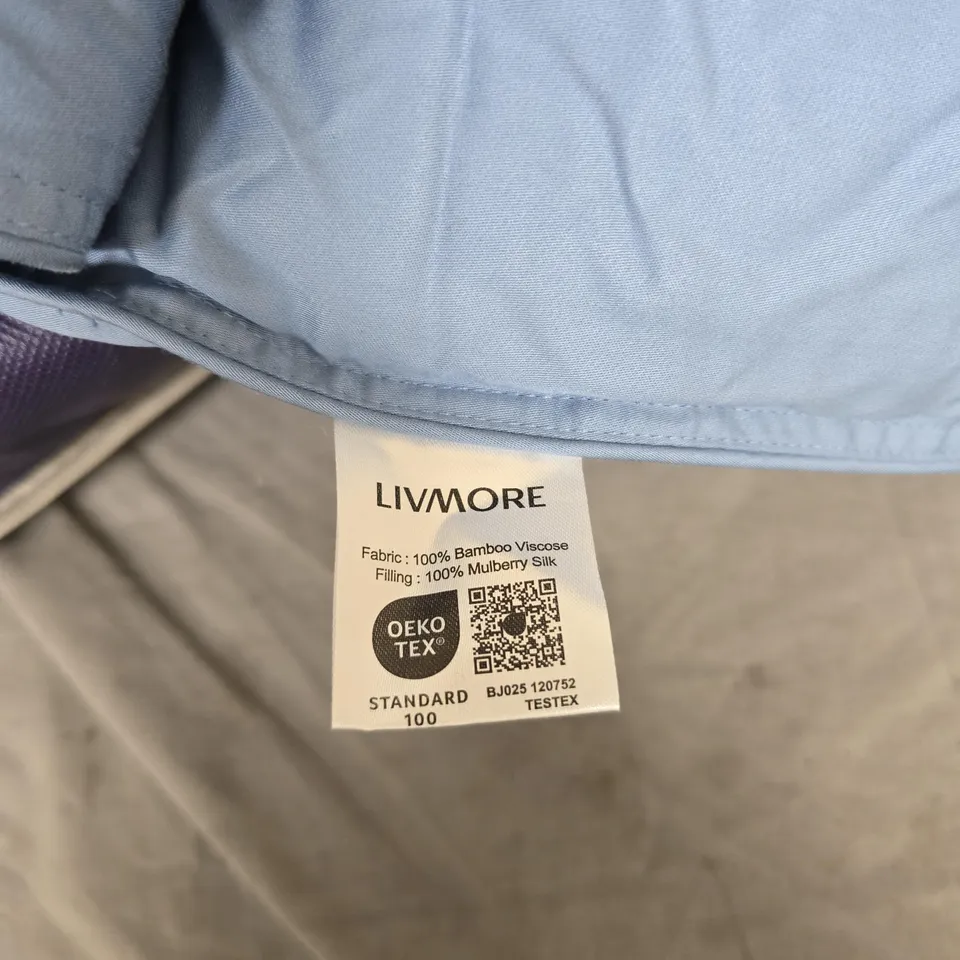 LIVMORE
Fabric : 100% Bamboo Viscose
Filling : 100% Mulberry Silk
OEKO
TEX®
STANDARD
100
BJ025 120752
TESTEX